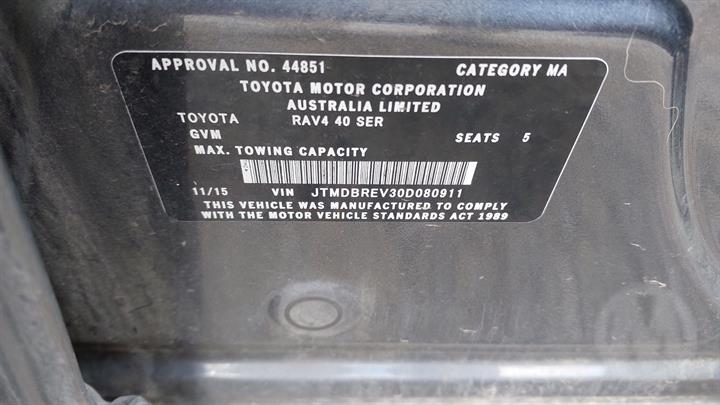 APPROVAL NO. 44851 CATEGORY MA
TOYOTA MOTOR CORPORATION
AUSTRALIA LIMITED
TOYOTA RAV4 40 SER
GVM SEATS 5
MAX. TOWING CAPACITY
11/15 VIN JTMDBREV30D080911
THIS VEHICLE WAS MANUFACTURED TO COMPLY
WITH THE MOTOR VEHICLE STANDARDS ACT 1989
M